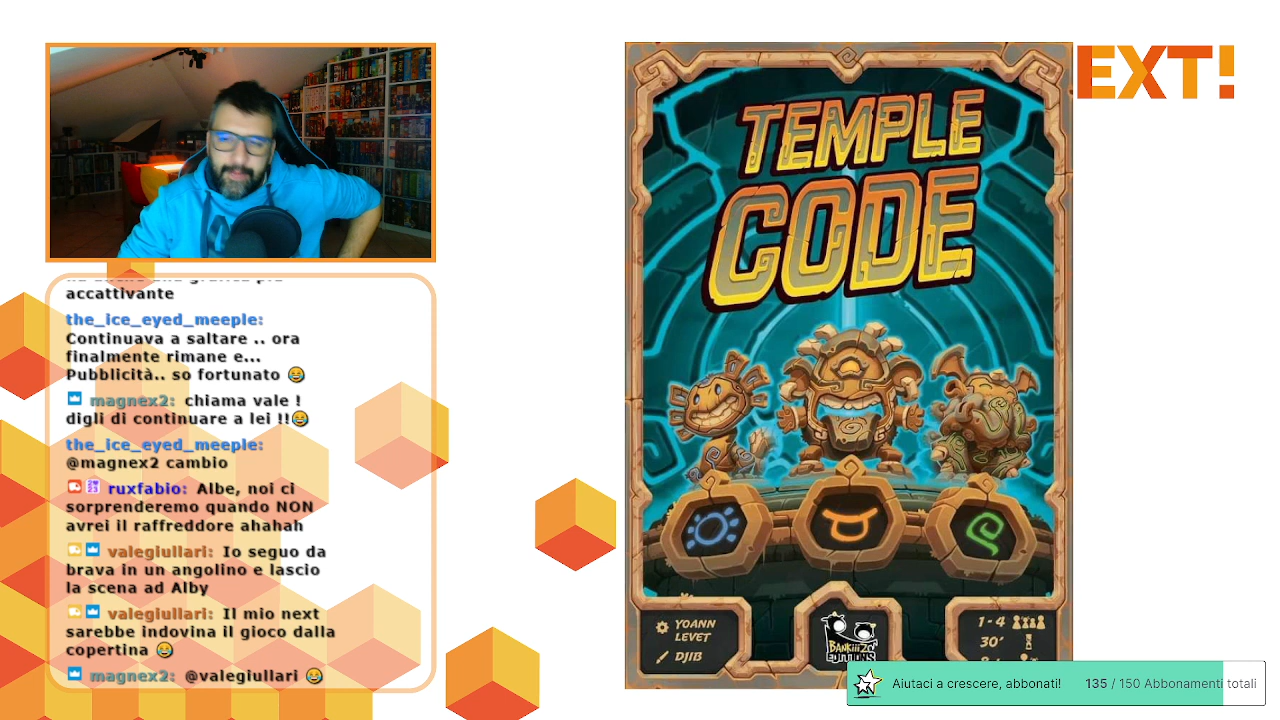 accattivante
the_ice_eyed_meeple:
Continuava a saltare .. ora
finalmente rimane e...
Pubblicità.. so fortunato 😂
magnex2: chiama vale !
digli di continuare a lei !!😂
the_ice_eyed_meeple:
@magnex2 cambio
ruxfabio: Albe, noi ci
sorprenderemo quando NON
avrei il raffreddore ahahah
valegiullari: Io seguo da
brava in un angolino e lascio
la scena ad Alby
valegiullari: Il mio next
sarebbe indovina il gioco dalla
copertina 😂
magnex2: @valegiullari 😂
TEMPLE
CODE
YOANN
LEVET
DJIB
BANKIIIZ
EDITIONS
1-4
30'
EXT!
Aiutaci a crescere, abbonati! 135 / 150 Abbonamenti totali